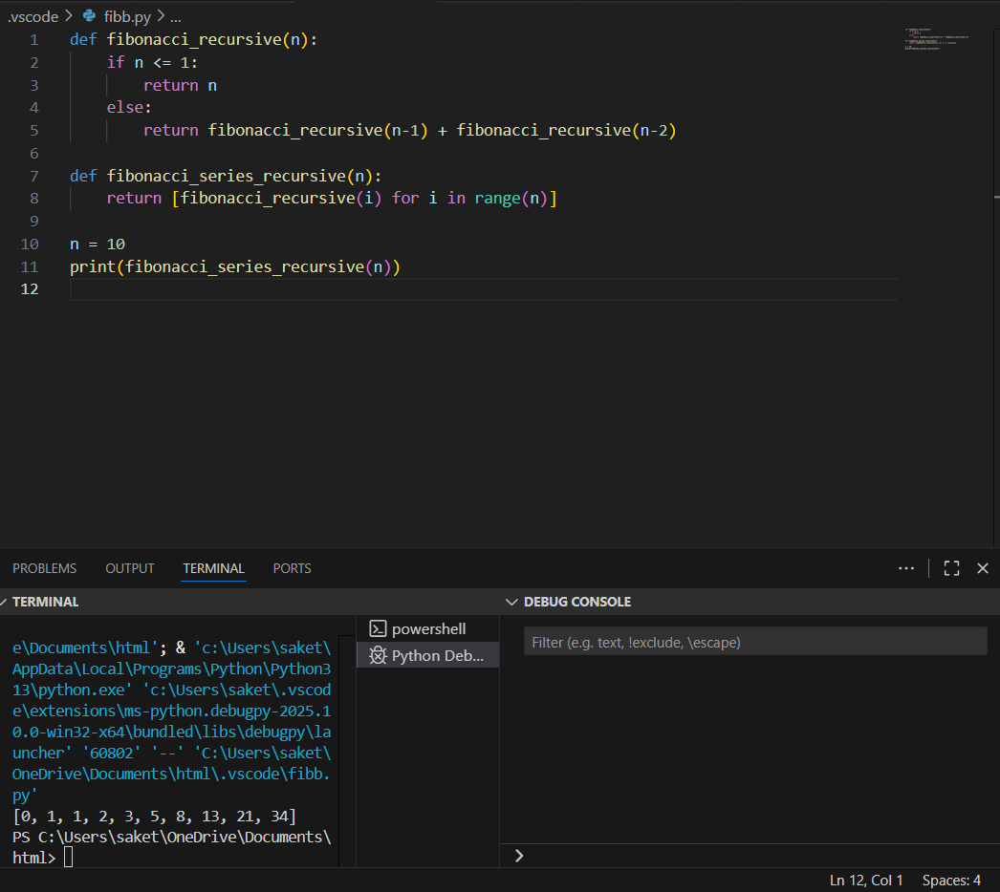 .vscode > fibb.py > ...
1 def fibonacci_recursive(n):
2     if n <= 1:
3         return n
4     else:
5         return fibonacci_recursive(n-1) + fibonacci_recursive(n-2)
6
7 def fibonacci_series_recursive(n):
8     return [fibonacci_recursive(i) for i in range(n)]
9
10 n = 10
11 print(fibonacci_series_recursive(n))
12
PROBLEMS OUTPUT TERMINAL PORTS ...
TERMINAL
e\Documents\html'; & 'c:\Users\saket\
AppData\Local\Programs\Python\Python3
13\python.exe' 'c:\Users\saket\.vscod
e\extensions\ms-python.debugpy-2025.1
0.0-win32-x64\bundled\libs\debugpy\la
uncher' '60802' '--' 'C:\Users\saket\
OneDrive\Documents\html\.vscode\fibb.
py'
[0, 1, 1, 2, 3, 5, 8, 13, 21, 34]
PS C:\Users\saket\OneDrive\Documents\
html>
powershell
Python Deb...
DEBUG CONSOLE
Filter (e.g. text, !exclude, \escape)
>
Ln 12, Col 1 Spaces: 4